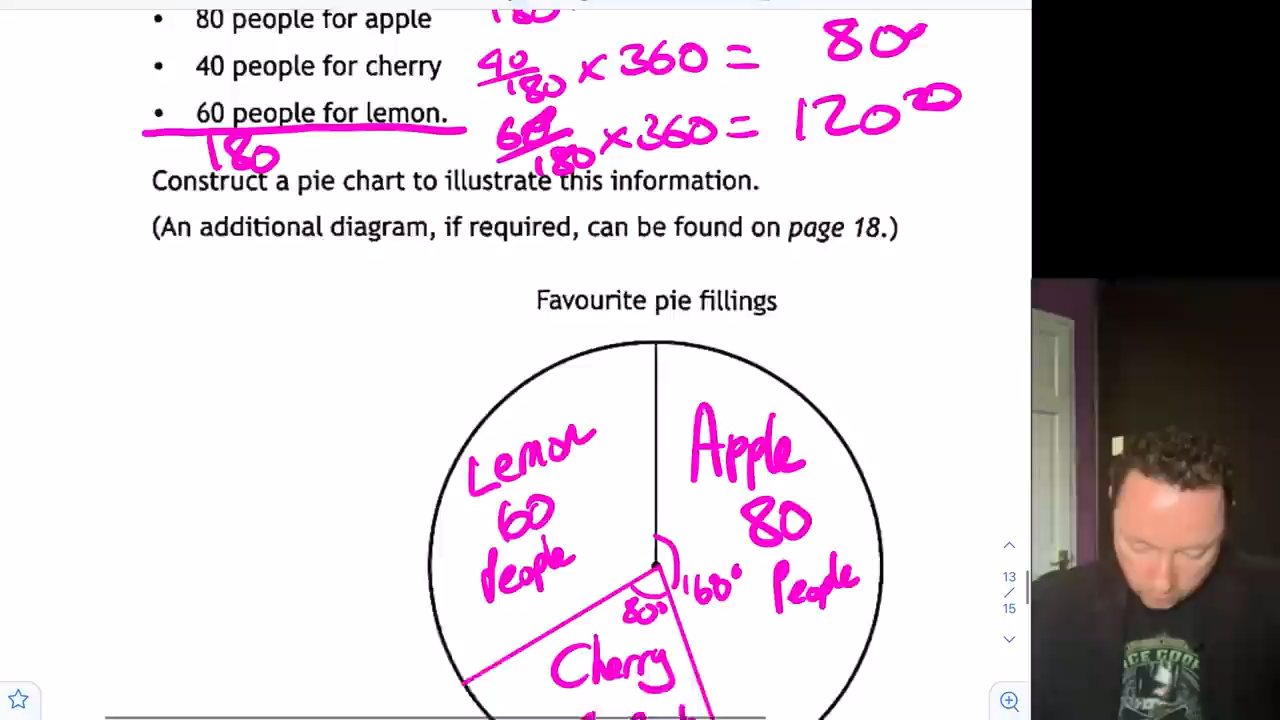 • 80 people for apple
180
• 40 people for cherry 40/180 × 360 = 80°
• 60 people for lemon. 60/180 × 360 = 120
180
Construct a pie chart to illustrate this information.
(An additional diagram, if required, can be found on page 18.)
Favourite pie fillings
Lemon
60
People
Apple
80
People
160°
80°
Cherry
13
/
15